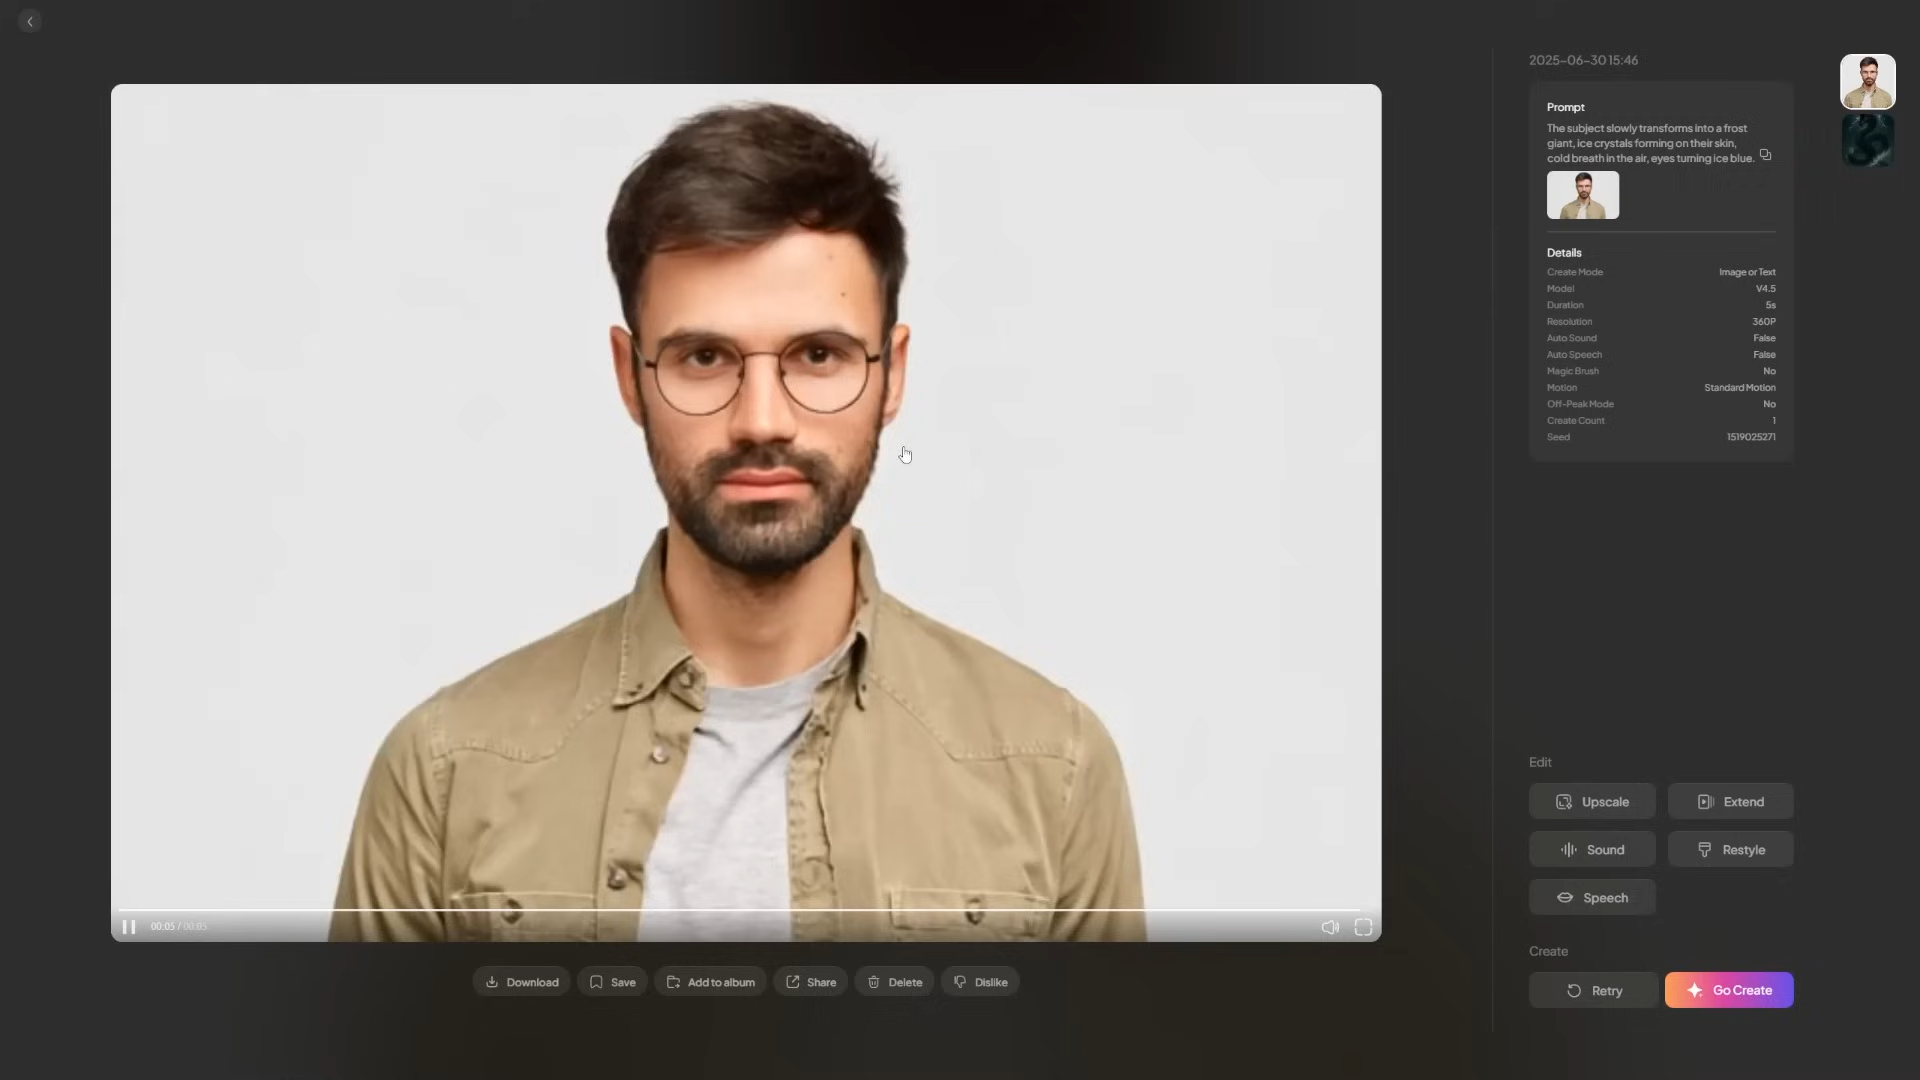 2025-06-30 15:46
Prompt
The subject slowly transforms into a frost
giant, ice crystals forming on their skin,
cold breath in the air, eyes turning ice blue.
Details
Create Mode Image or Text
Model V4.5
Duration 5s
Resolution 360P
Auto Sound False
Auto Speech False
Magic Brush No
Motion Standard Motion
Off-Peak Mode No
Create Count 1
Seed 1519025271
Edit
Upscale Extend
Sound Restyle
Speech
00:05 / 00:05
Create
Download Save Add to album Share Delete Dislike
Retry Go Create